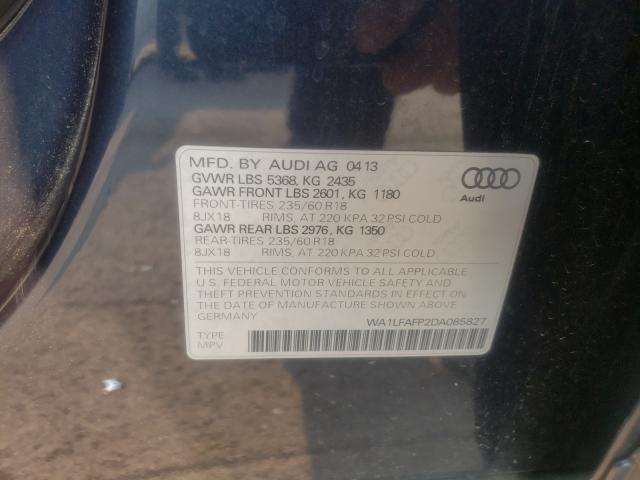 MFD. BY AUDI AG 04 13
GVWR LBS 5368, KG 2435
GAWR FRONT LBS 2601, KG 1180
FRONT-TIRES 235/60 R18
8JX18 RIMS, AT 220 KPA 32 PSI COLD
GAWR REAR LBS 2976, KG 1350
REAR-TIRES 235/60 R18
8JX18 RIMS, AT 220 KPA 32 PSI COLD
Audi
THIS VEHICLE CONFORMS TO ALL APPLICABLE
U.S. FEDERAL MOTOR VEHICLE SAFETY AND
THEFT PREVENTION STANDARDS IN EFFECT
ON THE DATE OF MANUFACTURE SHOWN ABOVE
GERMANY
WA1LFAFP2DA085827
TYPE
MPV